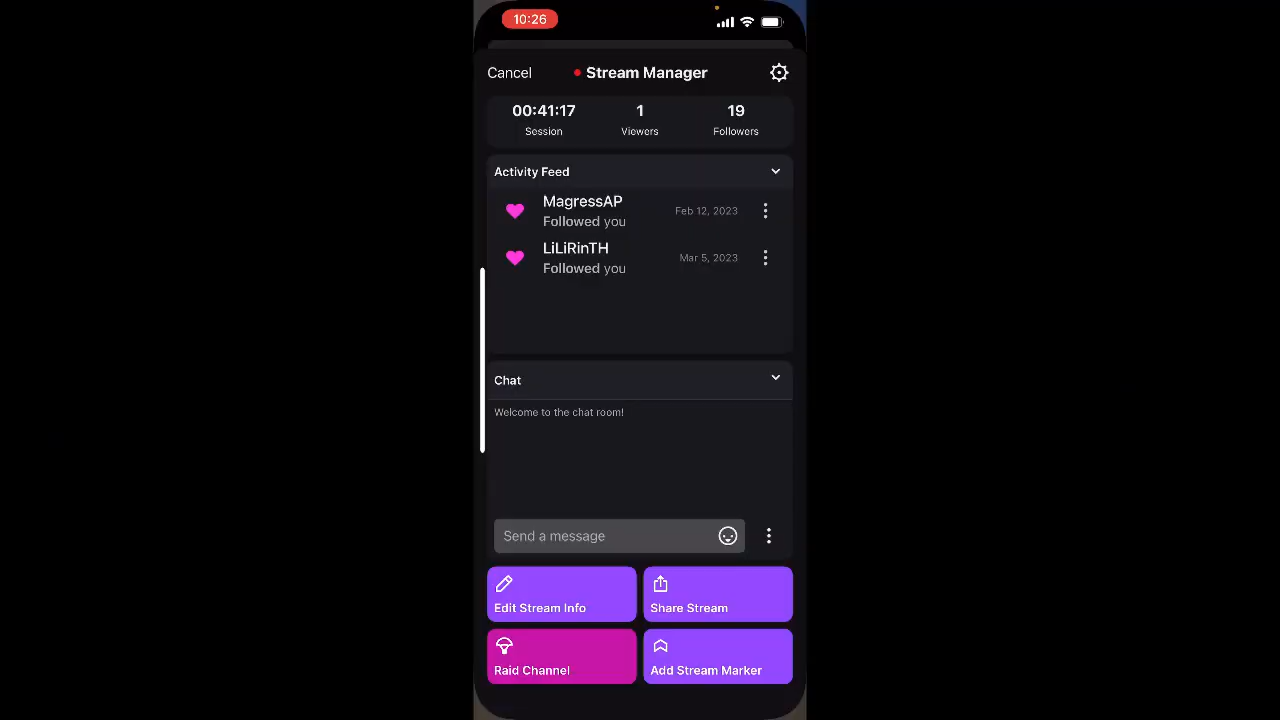 10:26
Cancel
Stream Manager
00:41:17
1
19
Session
Viewers
Followers
Activity Feed
MagressAP
Followed you
Feb 12, 2023
LiLiRinTH
Followed you
Mar 5, 2023
Chat
Welcome to the chat room!
Send a message
Edit Stream Info
Share Stream
Raid Channel
Add Stream Marker